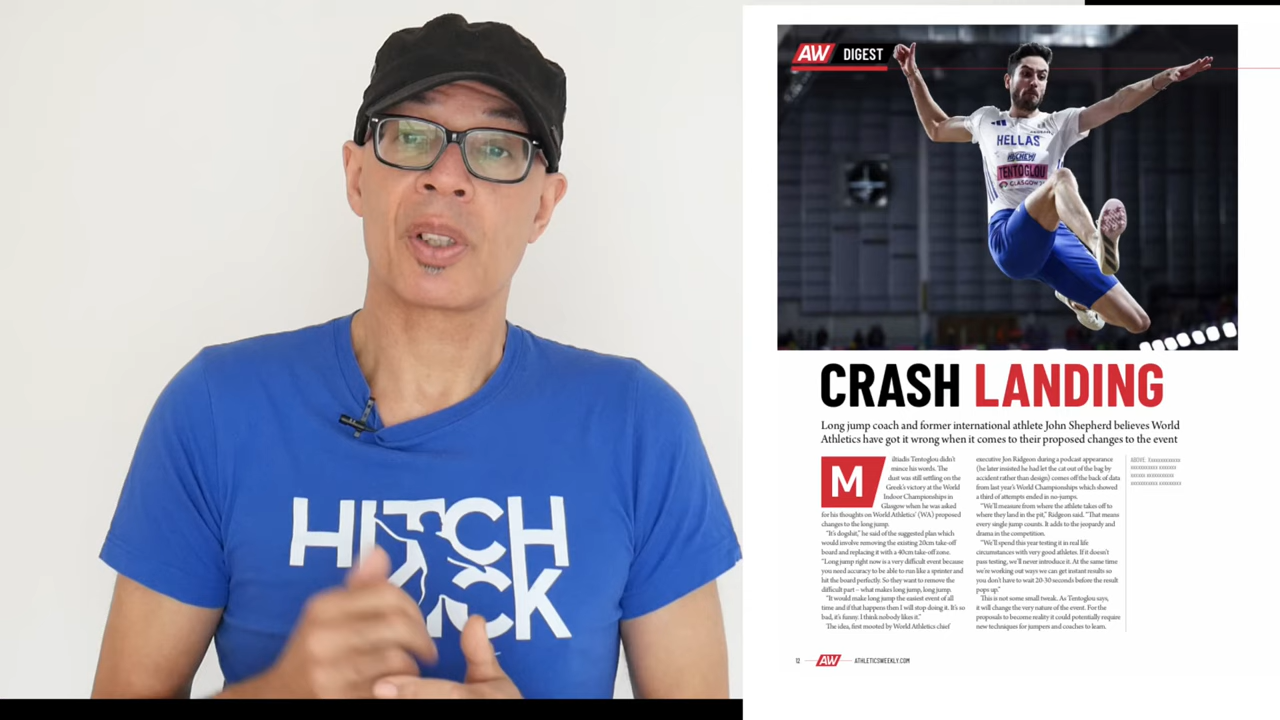 HITCH
KICK
AW DIGEST
HELLAS
TENTOGLOU
GLASGOW 24
CRASH LANDING
Long jump coach and former international athlete John Shepherd believes World
Athletics have got it wrong when it comes to their proposed changes to the event
M
iltiadis Tentoglou didn't
mince his words. The
dust was still settling on
the Greek's victory at the World
Indoor Championships in
Glasgow when he was asked
for his thoughts on World Athletics' (WA) proposed
changes to the long jump.
"It's dogshit," he said of the suggested plan which
would involve removing the existing 20cm take-off
board and replacing it with a 40cm take-off zone.
"Long jump right now is a very difficult event because
you need accuracy to be able to run like a sprinter and
hit the board perfectly. So they want to remove the
difficult part – what makes long jump, long jump.
"It would make long jump the easiest event of all
time and if that happens then I will stop doing it. It's so
bad, it's funny. I think nobody likes it."
The idea, first mooted by World Athletics chief
executive Jon Ridgeon during a podcast appearance
(he later insisted he had let the cat out of the bag by
accident rather than design) comes off the back of data
from last year's World Championships which showed
a third of attempts ended in no-jumps.
"We'll measure from where the athlete takes off to
where they land in the pit," Ridgeon said. "That means
every single jump counts. It adds to the jeopardy and
drama in the competition.
"We'll spend this year testing it in real life
circumstances with very good athletes. If it doesn't
pass testing, we'll never introduce it. At the same time
we're working out ways we can get instant results so
you don't have to wait 20-30 seconds before the result
pops up."
This is not some small tweak. As Tentoglou says,
it will change the very nature of the event. For the
proposals to become reality it could potentially require
new techniques for jumpers and coaches to learn.
ABOVE:
12 AW ATHLETICSWEEKLY.COM